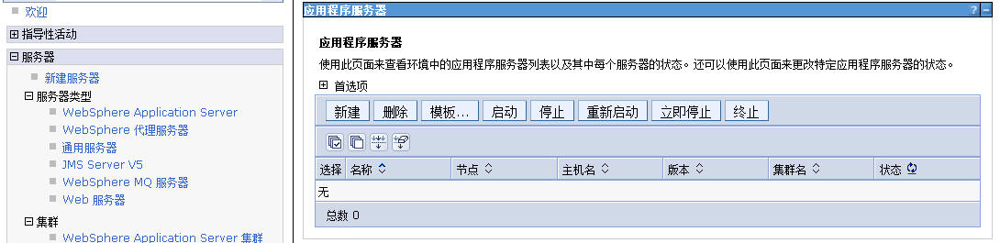 欢迎
指导性活动
服务器
新建服务器
服务器类型
WebSphere Application Server
WebSphere 代理服务器
通用服务器
JMS Server V5
WebSphere MQ 服务器
Web 服务器
集群
WebSphere Application Server 集群
应用程序服务器 ? –
应用程序服务器
使用此页面来查看环境中的应用程序服务器列表以及其中每个服务器的状态。还可以使用此页面来更改特定应用程序服务器的状态。
首选项
新建 删除 模板... 启动 停止 重新启动 立即停止 终止
选择 名称 节点 主机名 版本 集群名 状态
无
总数 0